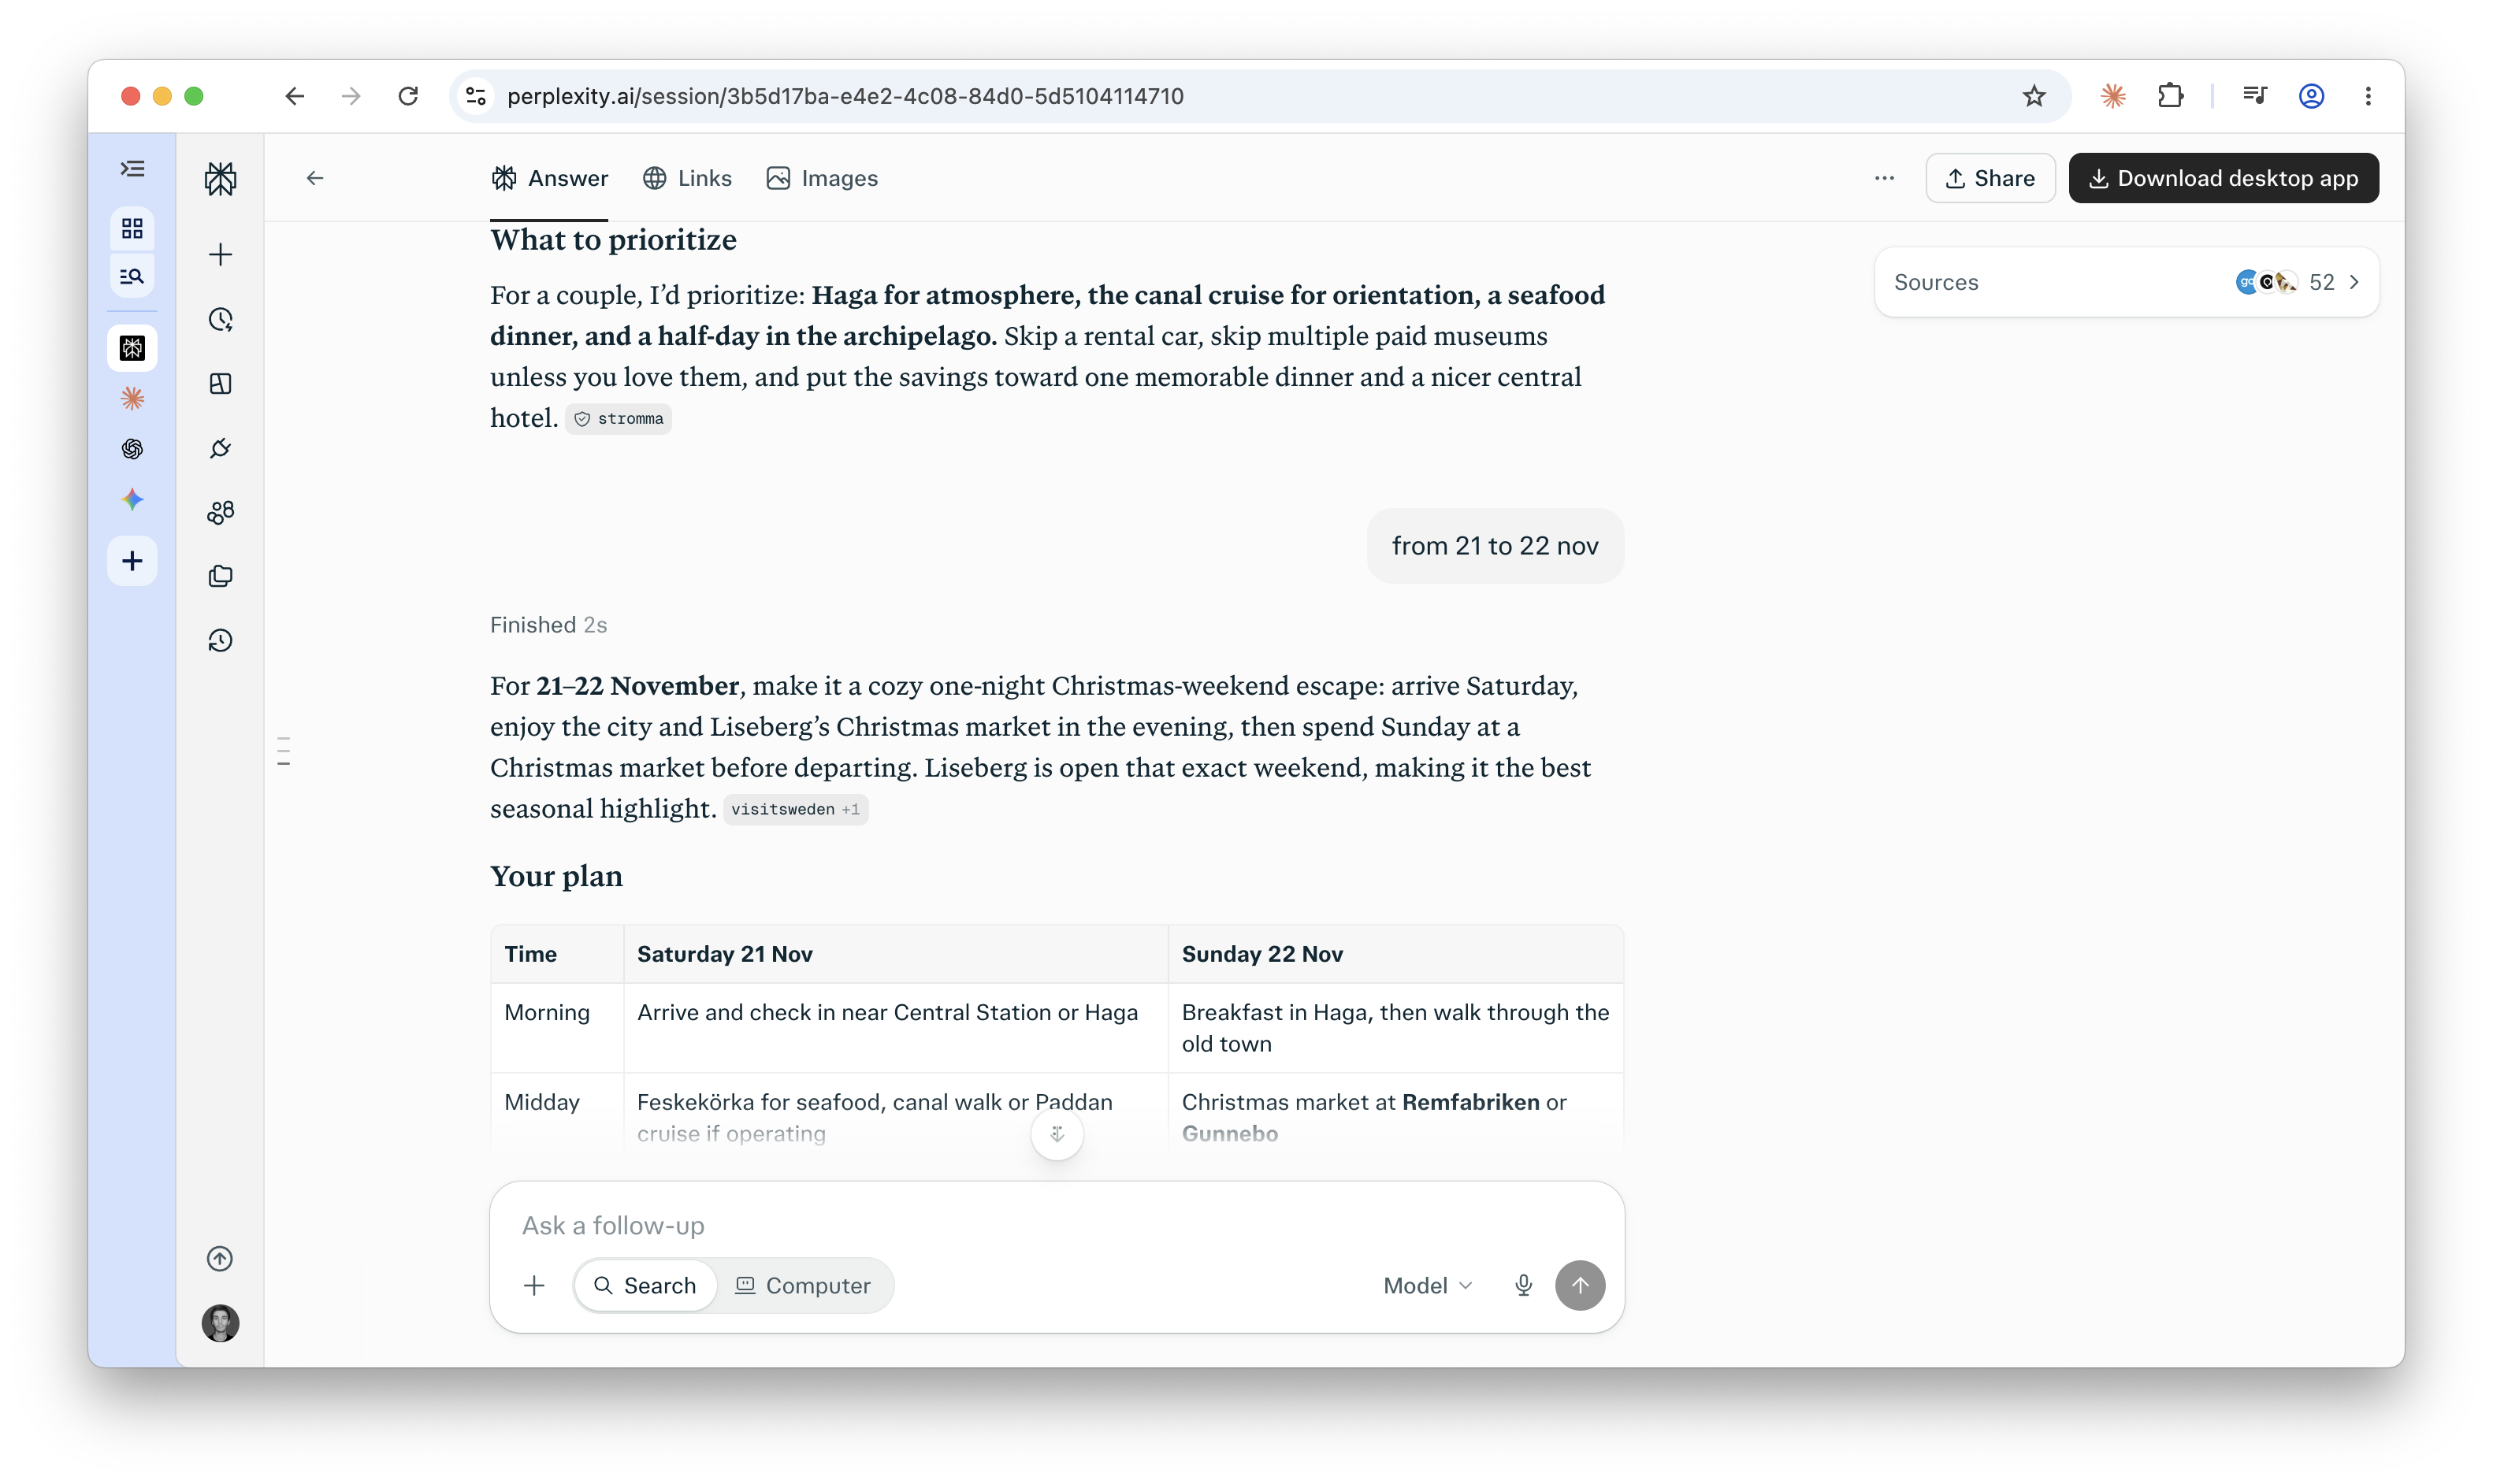 perplexity.ai/session/3b5d17ba-e4e2-4c08-84d0-5d5104114710
Answer
Links
Images
Share
Download desktop app
What to prioritize
Sources
52
For a couple, I’d prioritize: Haga for atmosphere, the canal cruise for orientation, a seafood
dinner, and a half-day in the archipelago. Skip a rental car, skip multiple paid museums
unless you love them, and put the savings toward one memorable dinner and a nicer central
hotel. stromma
from 21 to 22 nov
Finished 2s
For 21–22 November, make it a cozy one-night Christmas-weekend escape: arrive Saturday,
enjoy the city and Liseberg’s Christmas market in the evening, then spend Sunday at a
Christmas market before departing. Liseberg is open that exact weekend, making it the best
seasonal highlight. visitsweden +1
Your plan
Time
Saturday 21 Nov
Sunday 22 Nov
Morning
Arrive and check in near Central Station or Haga
Breakfast in Haga, then walk through the
old town
Midday
Feskekörka for seafood, canal walk or Paddan
cruise if operating
Christmas market at Remfabriken or
Gunnebo
Ask a follow-up
Search
Computer
Model